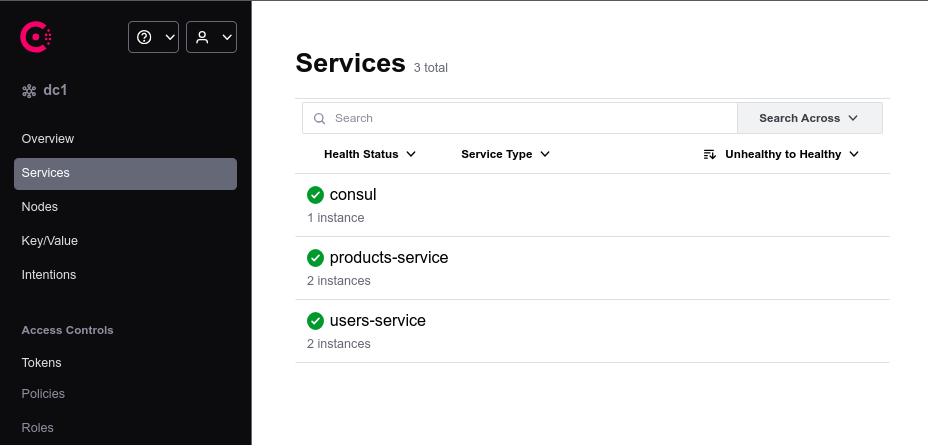 dc1
Overview
Services
Nodes
Key/Value
Intentions
Access Controls
Tokens
Policies
Roles
Services 3 total
Search Search Across
Health Status Service Type Unhealthy to Healthy
consul
1 instance
products-service
2 instances
users-service
2 instances